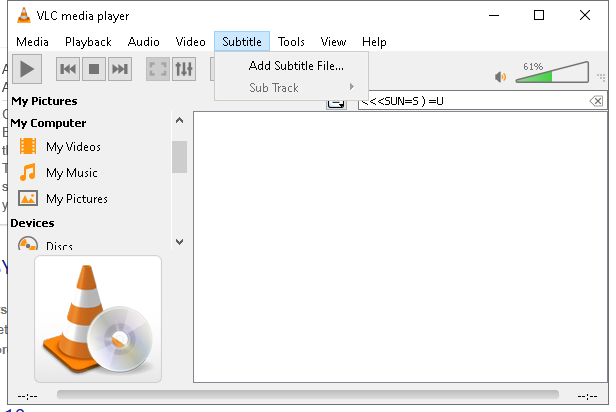 VLC media player
Media Playback Audio Video Subtitle Tools View Help
Add Subtitle File...
Sub Track
61%
My Pictures
<<<SUN=S ) =U
My Computer
My Videos
My Music
My Pictures
Devices
Discs
--:-- --:--